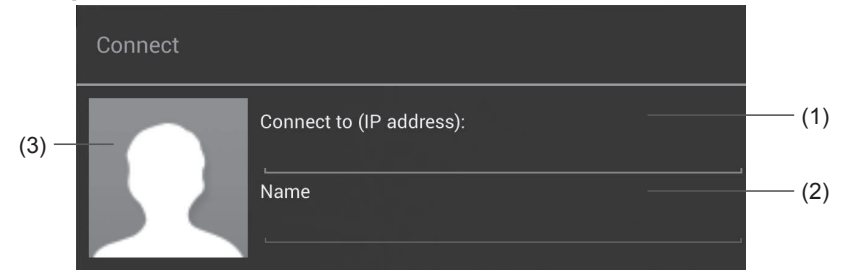 Connect
Connect to (IP address):
(1)
(3)
Name
(2)